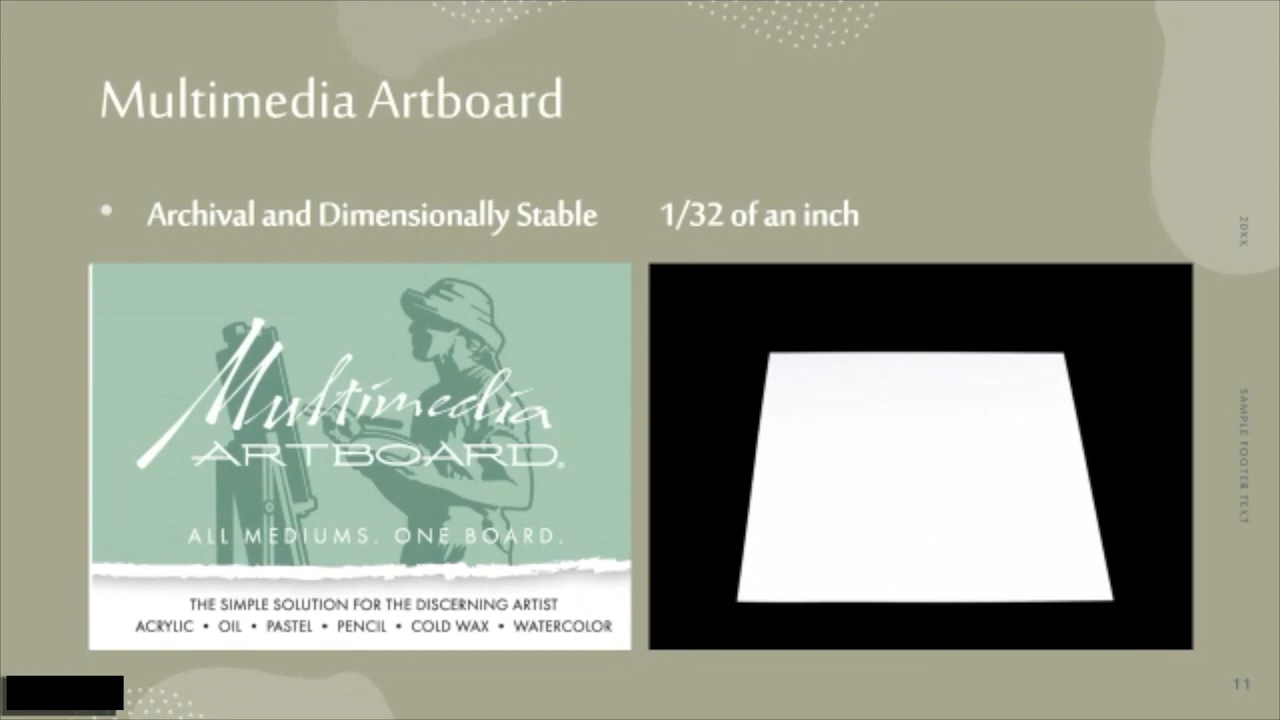 Multimedia Artboard
• Archival and Dimensionally Stable 1/32 of an inch
Multimedia
ARTBOARD®
ALL MEDIUMS. ONE BOARD.
THE SIMPLE SOLUTION FOR THE DISCERNING ARTIST
ACRYLIC • OIL • PASTEL • PENCIL • COLD WAX • WATERCOLOR
20XX
SAMPLE FOOTER TEXT
11